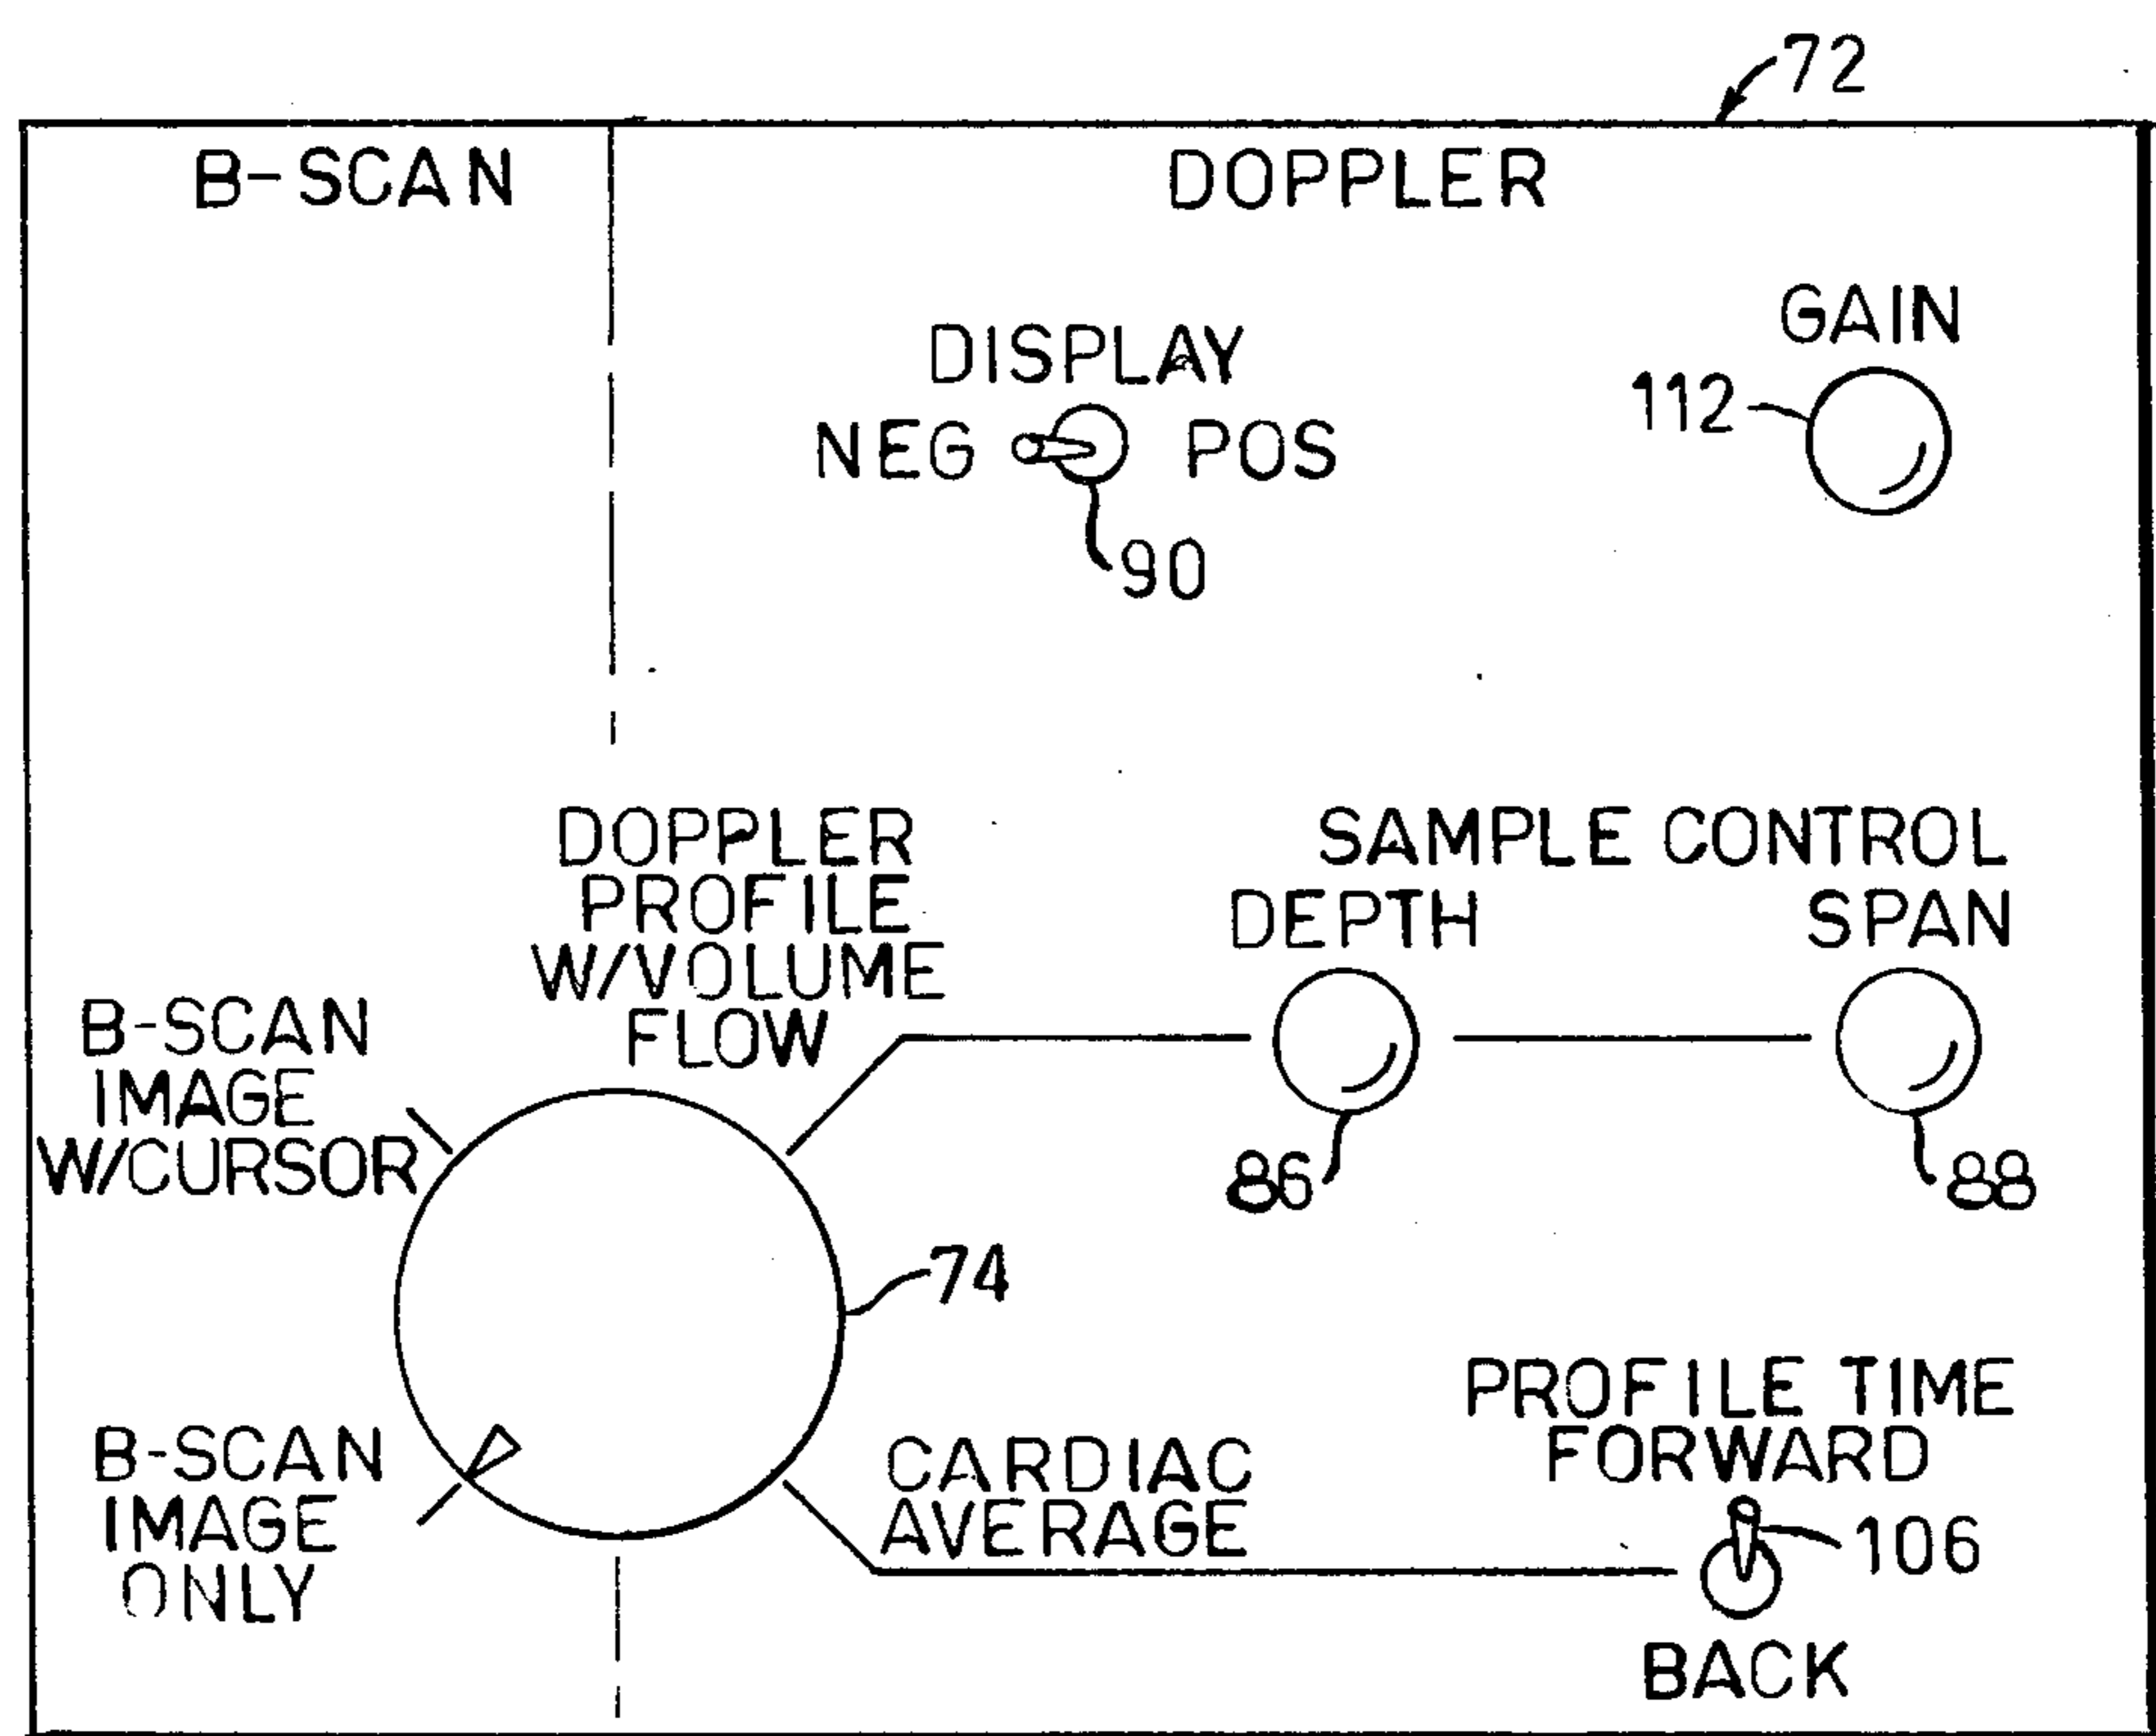 72
B-SCAN
DOPPLER
GAIN
112
DISPLAY
NEG POS
90
DOPPLER
PROFILE
W/VOLUME
FLOW
SAMPLE CONTROL
DEPTH SPAN
86
88
B-SCAN
IMAGE
W/CURSOR
74
B-SCAN
IMAGE
ONLY
CARDIAC
AVERAGE
PROFILE TIME
FORWARD
106
BACK